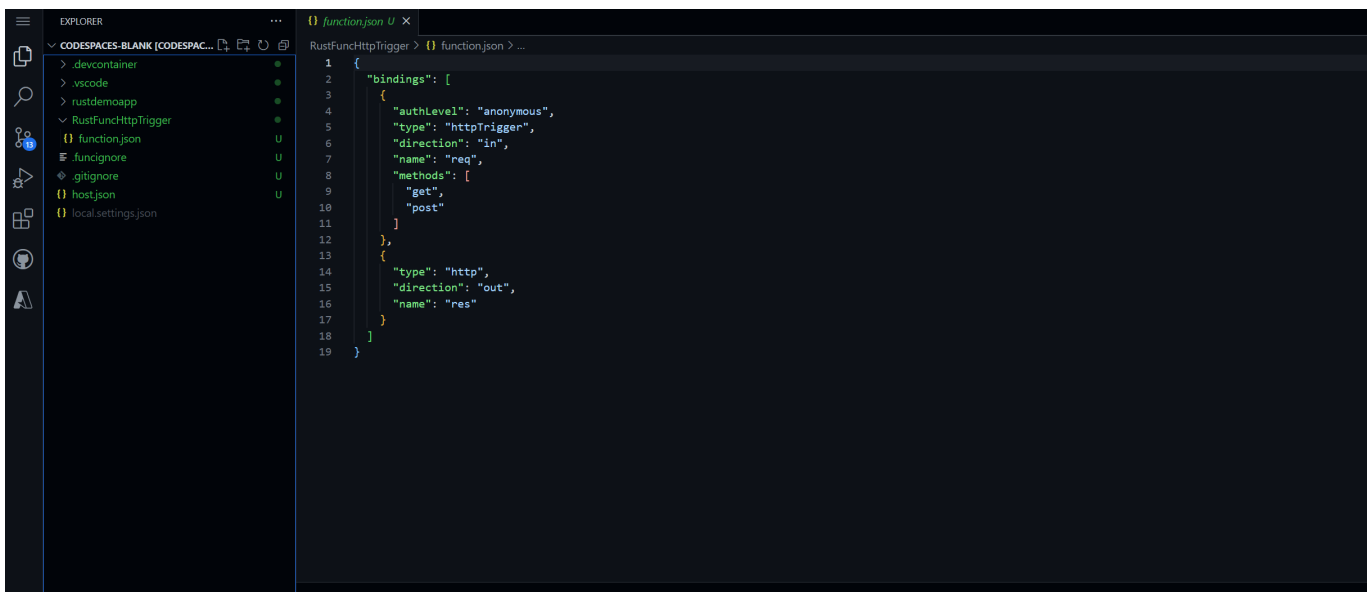 EXPLORER
...
CODESPACES-BLANK [CODESPAC...
.devcontainer
.vscode
rustdemoapp
RustFuncHttpTrigger
{} function.json U
.funcignore U
.gitignore U
{} host.json U
{} local.settings.json
13
{} function.json U ×
RustFuncHttpTrigger > {} function.json > ...
1 {
2 "bindings": [
3 {
4 "authLevel": "anonymous",
5 "type": "httpTrigger",
6 "direction": "in",
7 "name": "req",
8 "methods": [
9 "get",
10 "post"
11 ]
12 },
13 {
14 "type": "http",
15 "direction": "out",
16 "name": "res"
17 }
18 ]
19 }